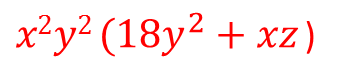 x²y²(18y² + xz)